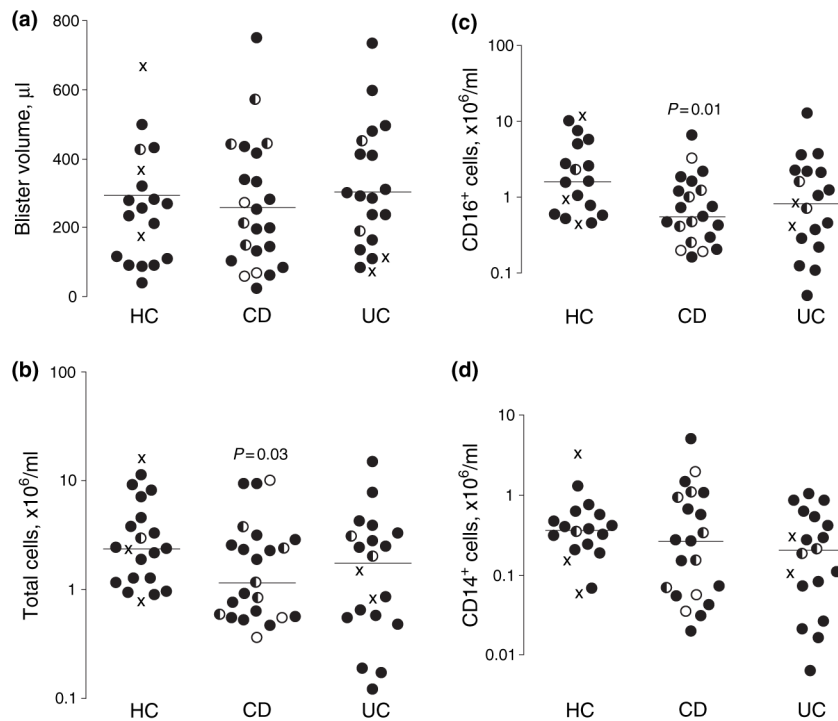 (a)
800
600
400
200
0
Blister volume, µl
HC
CD
UC
(b)
100
10
1
0.1
Total cells, x10⁶/ml
P=0.03
HC
CD
UC
(c)
100
10
1
0.1
CD16⁺ cells, x10⁶/ml
P=0.01
HC
CD
UC
(d)
10
1
0.1
0.01
CD14⁺ cells, x10⁶/ml
HC
CD
UC